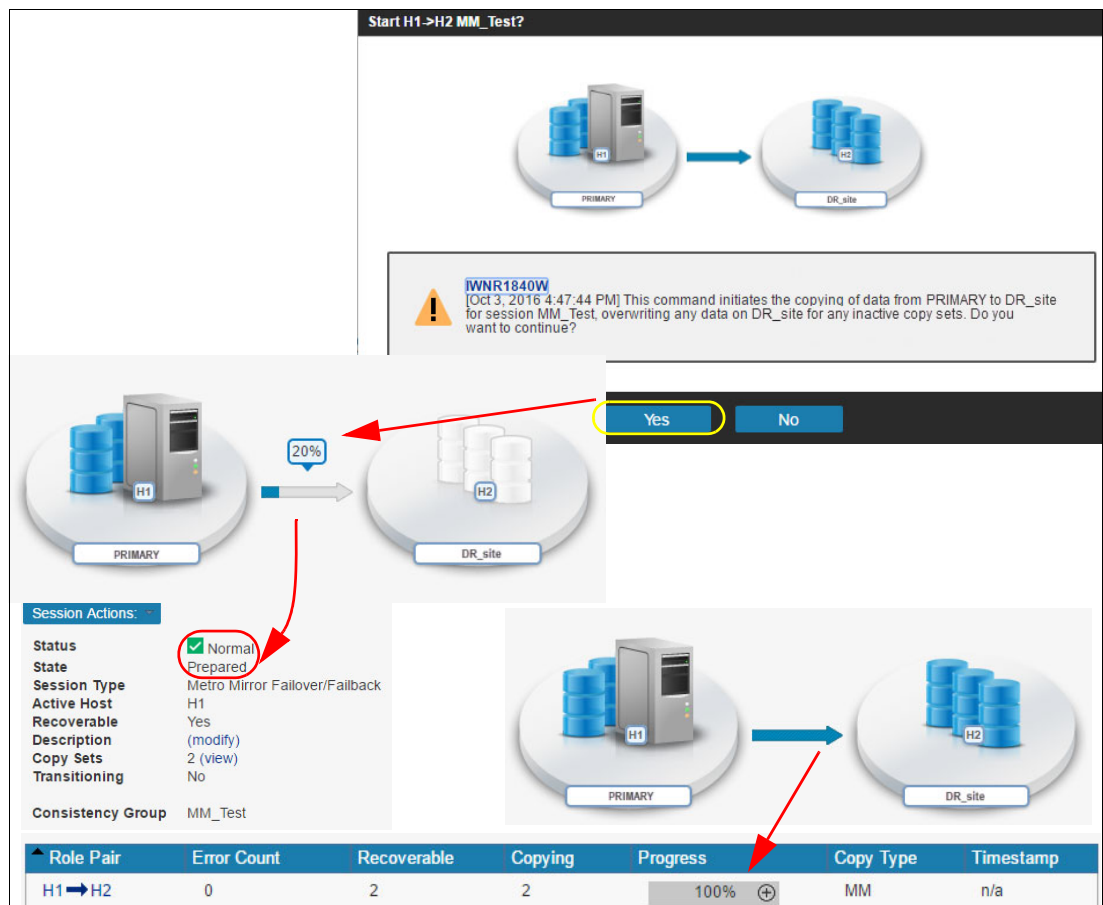 Start H1->H2 MM_Test?
H1
H2
PRIMARY
DR_site
IWNR1840W
[Oct 3, 2016 4:47:44 PM] This command initiates the copying of data from PRIMARY to DR_site
for session MM_Test, overwriting any data on DR_site for any inactive copy sets. Do you
want to continue?
Yes
No
20%
H1
H2
PRIMARY
DR_site
Session Actions:
Status Normal
State Prepared
Session Type Metro Mirror Failover/Failback
Active Host H1
Recoverable Yes
Description (modify)
Copy Sets 2 (view)
Transitioning No
Consistency Group MM_Test
H1
H2
PRIMARY
DR_site
Role Pair Error Count Recoverable Copying Progress Copy Type Timestamp
H1 H2 0 2 2 100% MM n/a